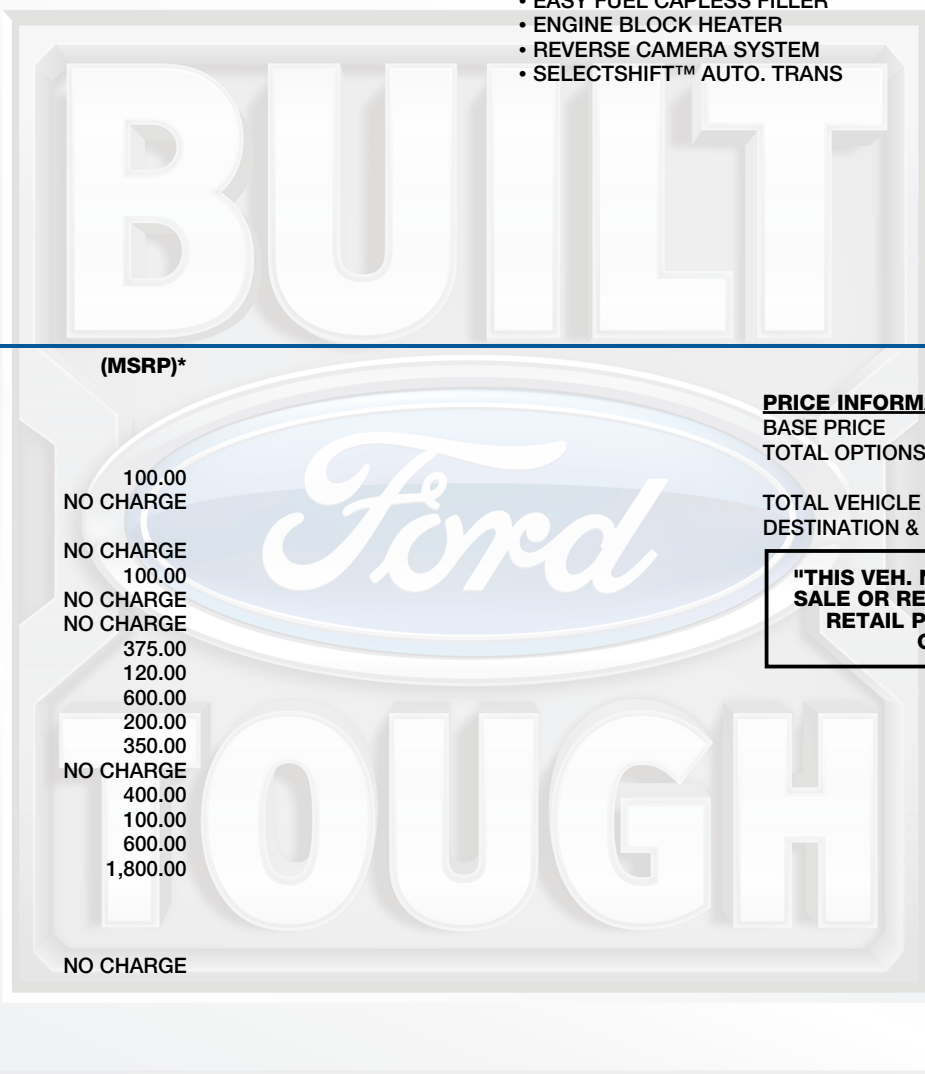 • EASY FUEL CAPLESS FILLER
• ENGINE BLOCK HEATER
• REVERSE CAMERA SYSTEM
• SELECTSHIFT™ AUTO. TRANS
BUILT
(MSRP)*
100.00
NO CHARGE
NO CHARGE
100.00
NO CHARGE
NO CHARGE
375.00
120.00
600.00
200.00
350.00
NO CHARGE
400.00
100.00
600.00
1,800.00
NO CHARGE
Ford
TOUGH
PRICE INFORM
BASE PRICE
TOTAL OPTIONS
TOTAL VEHICLE
DESTINATION &
"THIS VEH.
SALE OR RE
RETAIL P